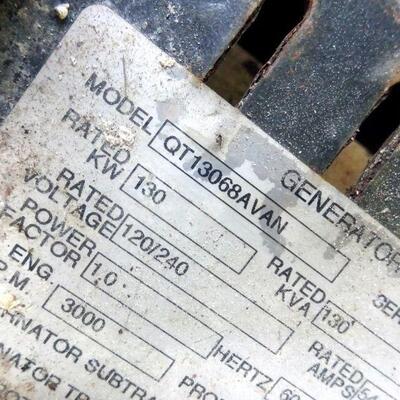 GENERATOR
MODEL QT13068AVAN
RATED KW 130 RATED KVA 130
RATED VOLTAGE 120/240 RATED AMPS 54
POWER FACTOR 1.0
ENG 3000 HERTZ 60
P.M.